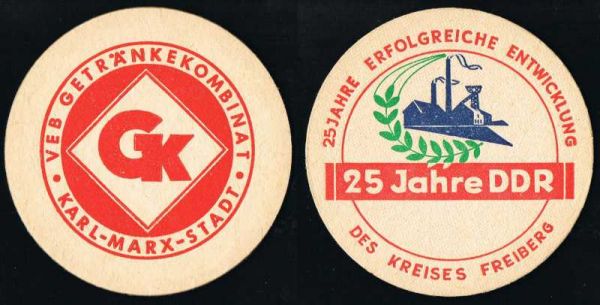 VEB GETRÄNKEKOMBINAT
GK
• KARL-MARX-STADT •
25 JAHRE ERFOLGREICHE ENTWICKLUNG
25 Jahre DDR
DES KREISES FREIBERG